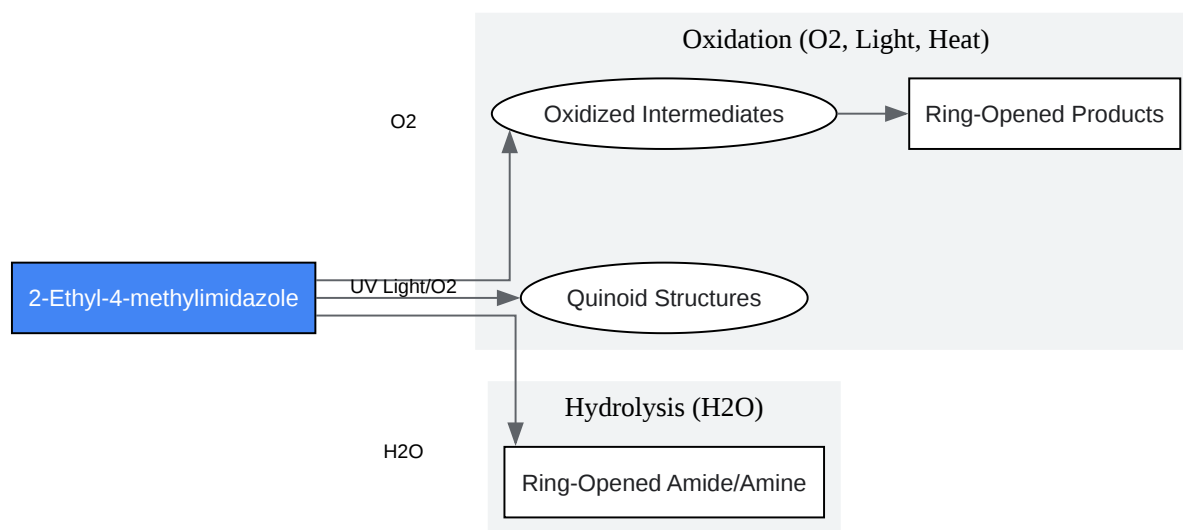 Oxidation (O2, Light, Heat)
Oxidized Intermediates
Ring-Opened Products
O2
2-Ethyl-4-methylimidazole
UV Light/O2
Quinoid Structures
Hydrolysis (H2O)
H2O
Ring-Opened Amide/Amine